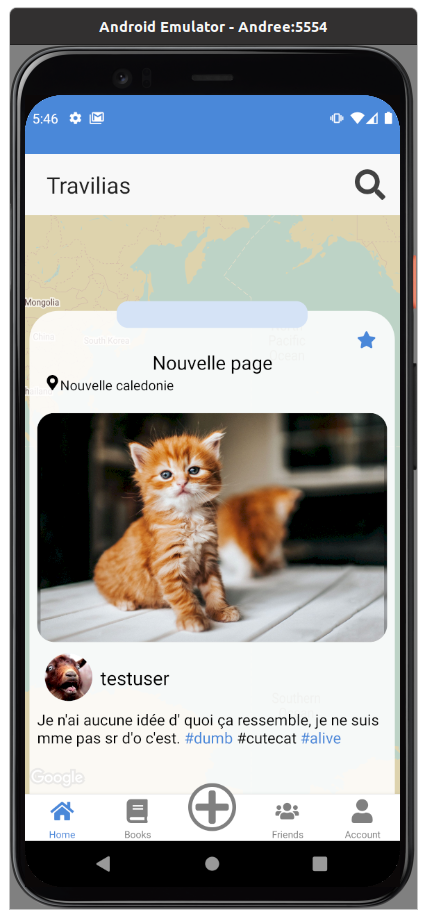 Android Emulator - Andree:5554
5:46
Travilias
Mongolia
China
South Korea
Pacific
Ocean
Nouvelle page
Nouvelle caledonie
testuser
Je n'ai aucune idée d' quoi ça ressemble, je ne suis
mme pas sr d'o c'est. #dumb #cutecat #alive
Southern
Google
Home
Books
Friends
Account